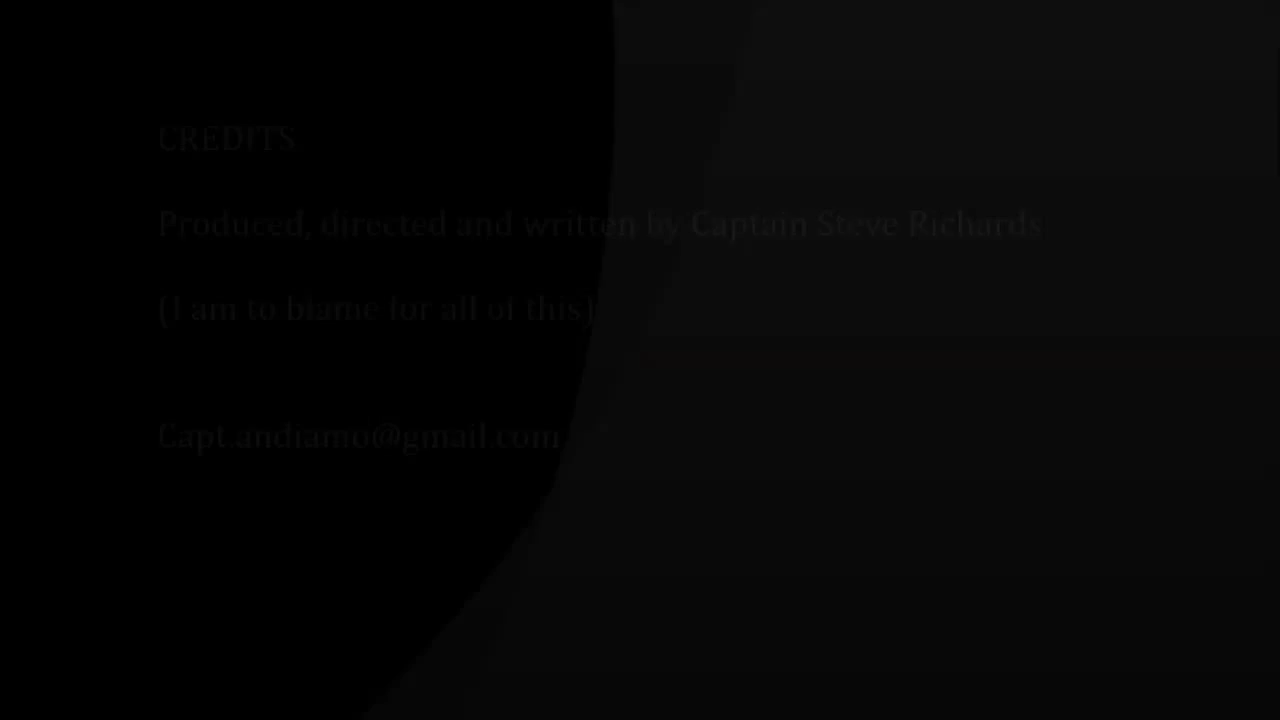 CREDITS
Produced, directed and written by Captain Steve Richards
(I am to blame for all of this)
Capt.andiamo@gmail.com